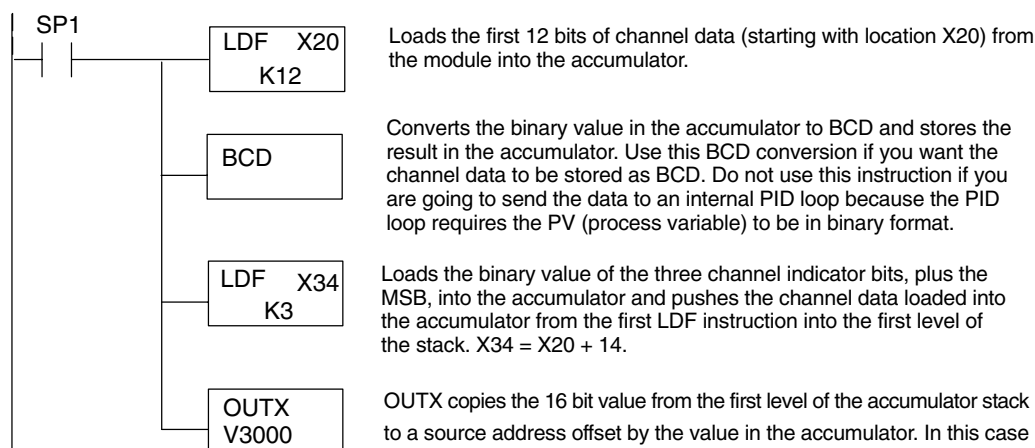 SP1
LDF X20
K12
Loads the first 12 bits of channel data (starting with location X20) from
the module into the accumulator.
BCD
Converts the binary value in the accumulator to BCD and stores the
result in the accumulator. Use this BCD conversion if you want the
channel data to be stored as BCD. Do not use this instruction if you
are going to send the data to an internal PID loop because the PID
loop requires the PV (process variable) to be in binary format.
LDF X34
K3
Loads the binary value of the three channel indicator bits, plus the
MSB, into the accumulator and pushes the channel data loaded into
the accumulator from the first LDF instruction into the first level of
the stack. X34 = X20 + 14.
OUTX
V3000
OUTX copies the 16 bit value from the first level of the accumulator stack
to a source address offset by the value in the accumulator. In this case